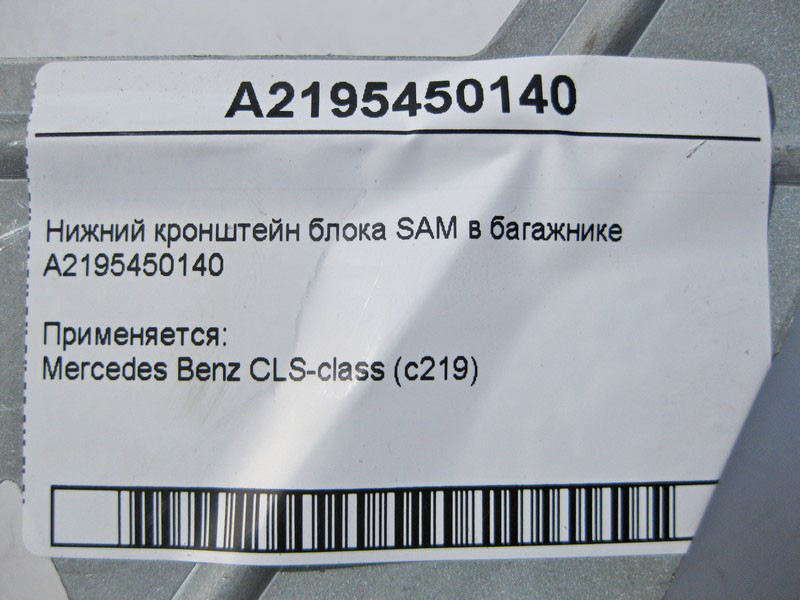 A2195450140
Нижний кронштейн блока SAM в багажнике
A2195450140
Применяется:
Mercedes Benz CLS-class (c219)